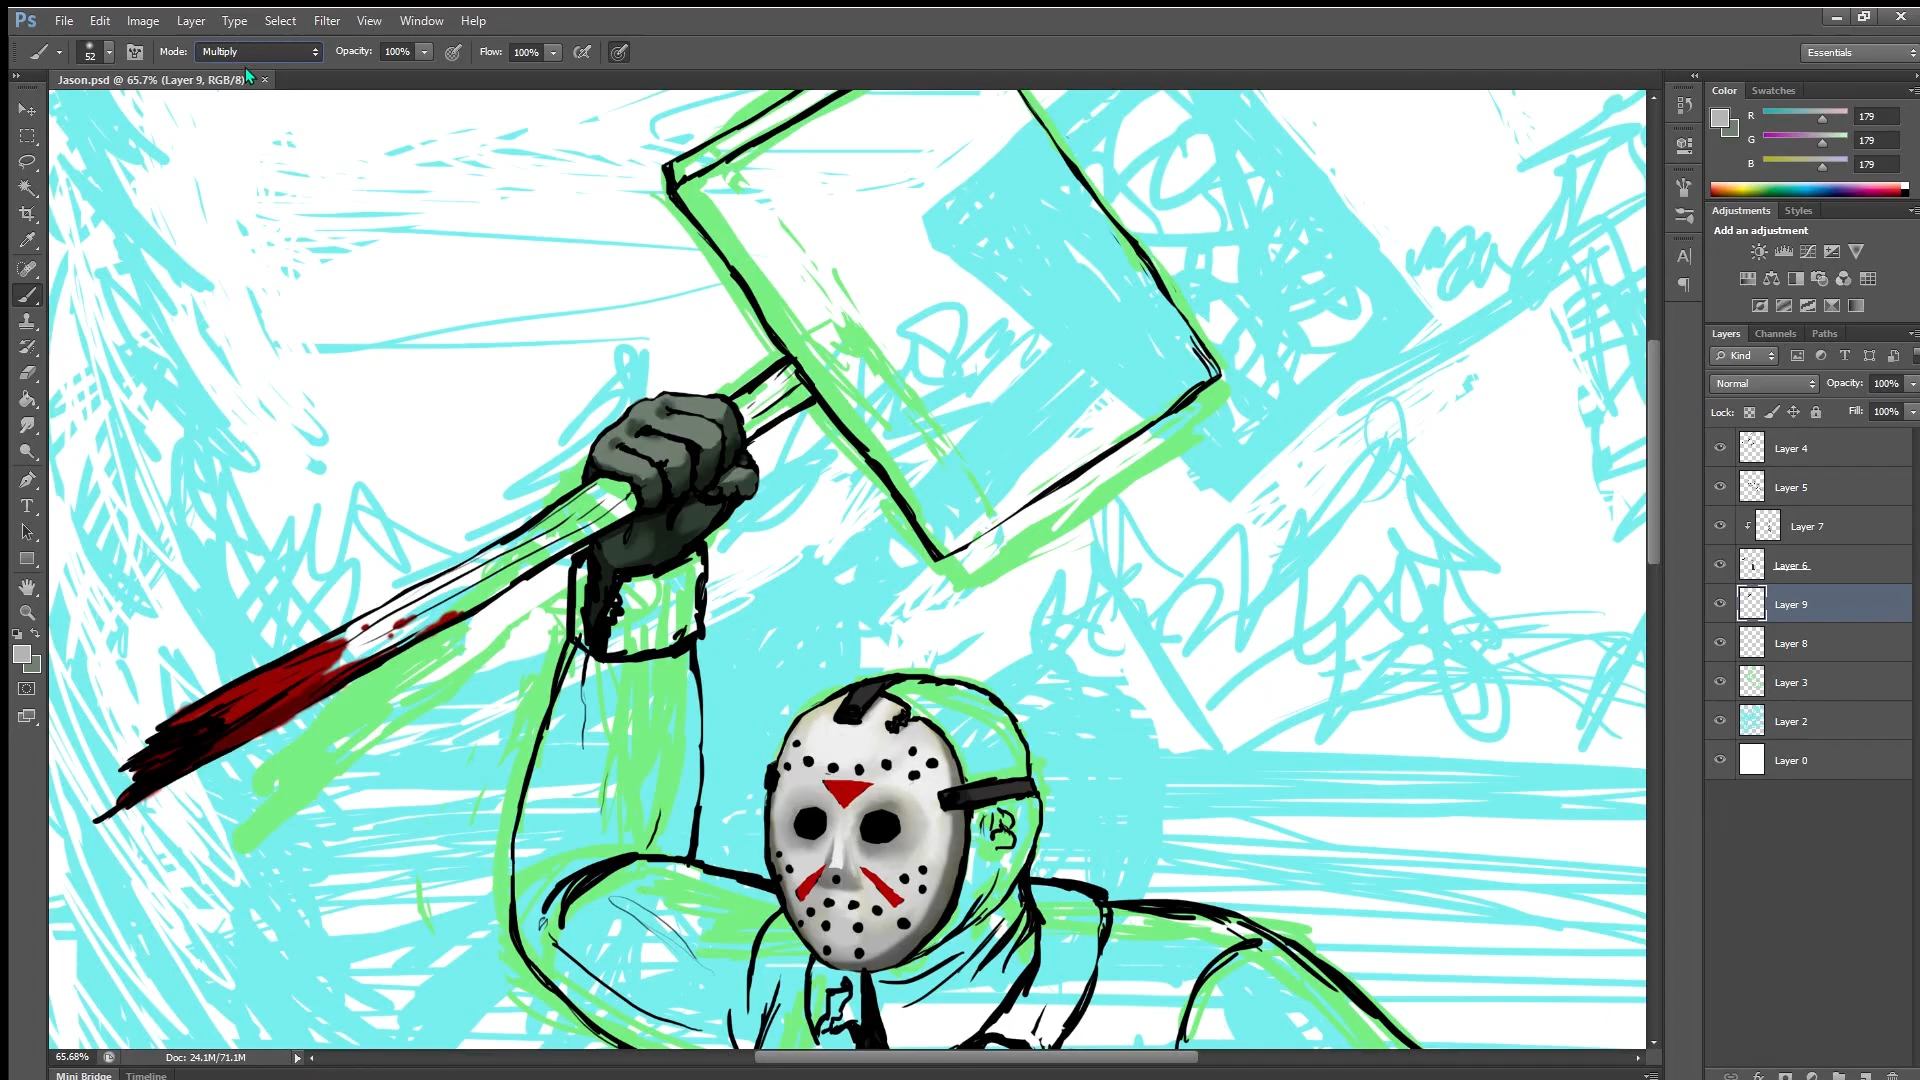 Ps File Edit Image Layer Type Select Filter View Window Help
52 Mode: Multiply Opacity: 100% Flow: 100% Essentials
Jason.psd @ 65.7% (Layer 9, RGB/8) ×
Color Swatches
R 179
G 179
B 179
Adjustments Styles
Add an adjustment
Layers Channels Paths
Kind
Normal Opacity: 100%
Lock: Fill: 100%
Layer 4
Layer 5
Layer 7
Layer 6
Layer 9
Layer 8
Layer 3
Layer 2
Layer 0
65.68% Doc: 24.1M/71.1M
Mini Bridge Timeline